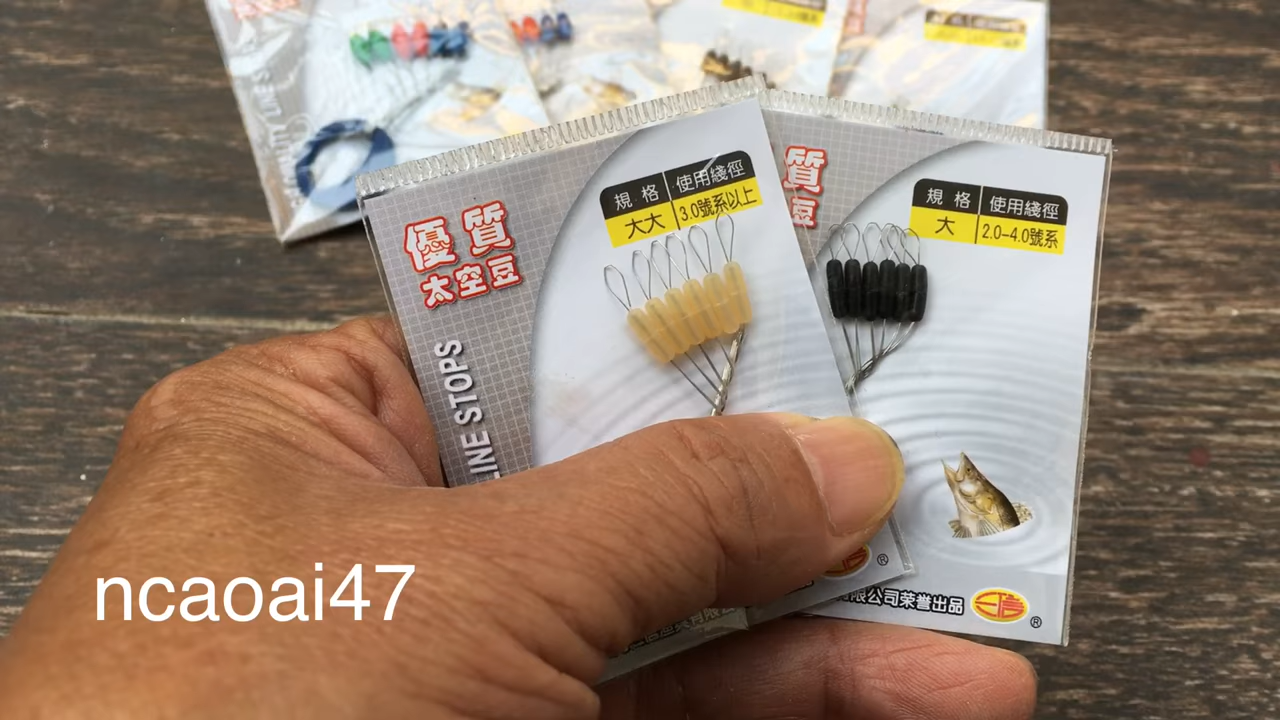 優質
太空豆
LINE STOPS
規格 使用綫徑
大大 3.0號系以上
質
豆
規格 使用綫徑
大 2.0-4.0號系
限公司荣誉出品
®
®
ncaoai47